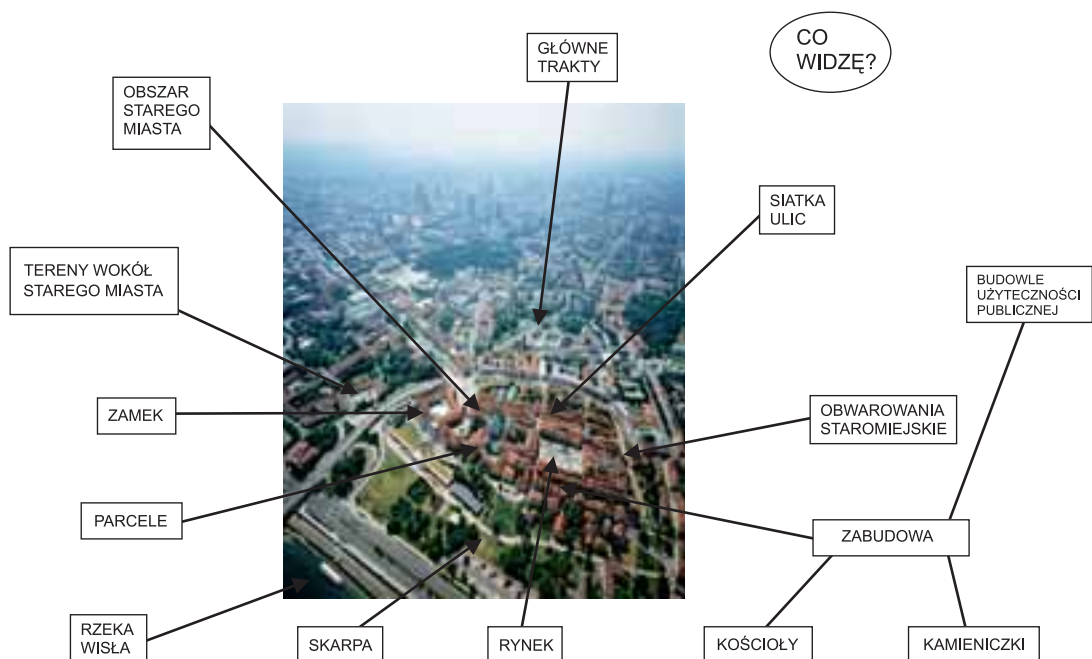 CO
WIDZĘ?
GŁÓWNE
TRAKTY
OBSZAR
STAREGO
MIASTA
SIATKA
ULIC
TERENY WOKÓŁ
STAREGO MIASTA
BUDOWLE
UŻYTECZNOŚCI
PUBLICZNEJ
ZAMEK
OBWAROWANIA
STAROMIEJSKIE
PARCELE
ZABUDOWA
RZEKA
WISŁA
SKARPA
RYNEK
KOŚCIOŁY
KAMIENICZKI